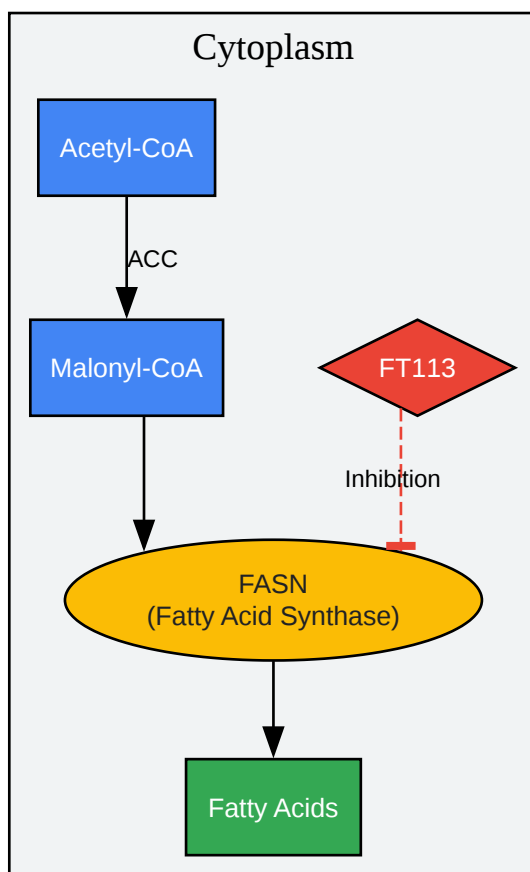 Cytoplasm
Acetyl-CoA
ACC
Malonyl-CoA
FT113
Inhibition
FASN
(Fatty Acid Synthase)
Fatty Acids